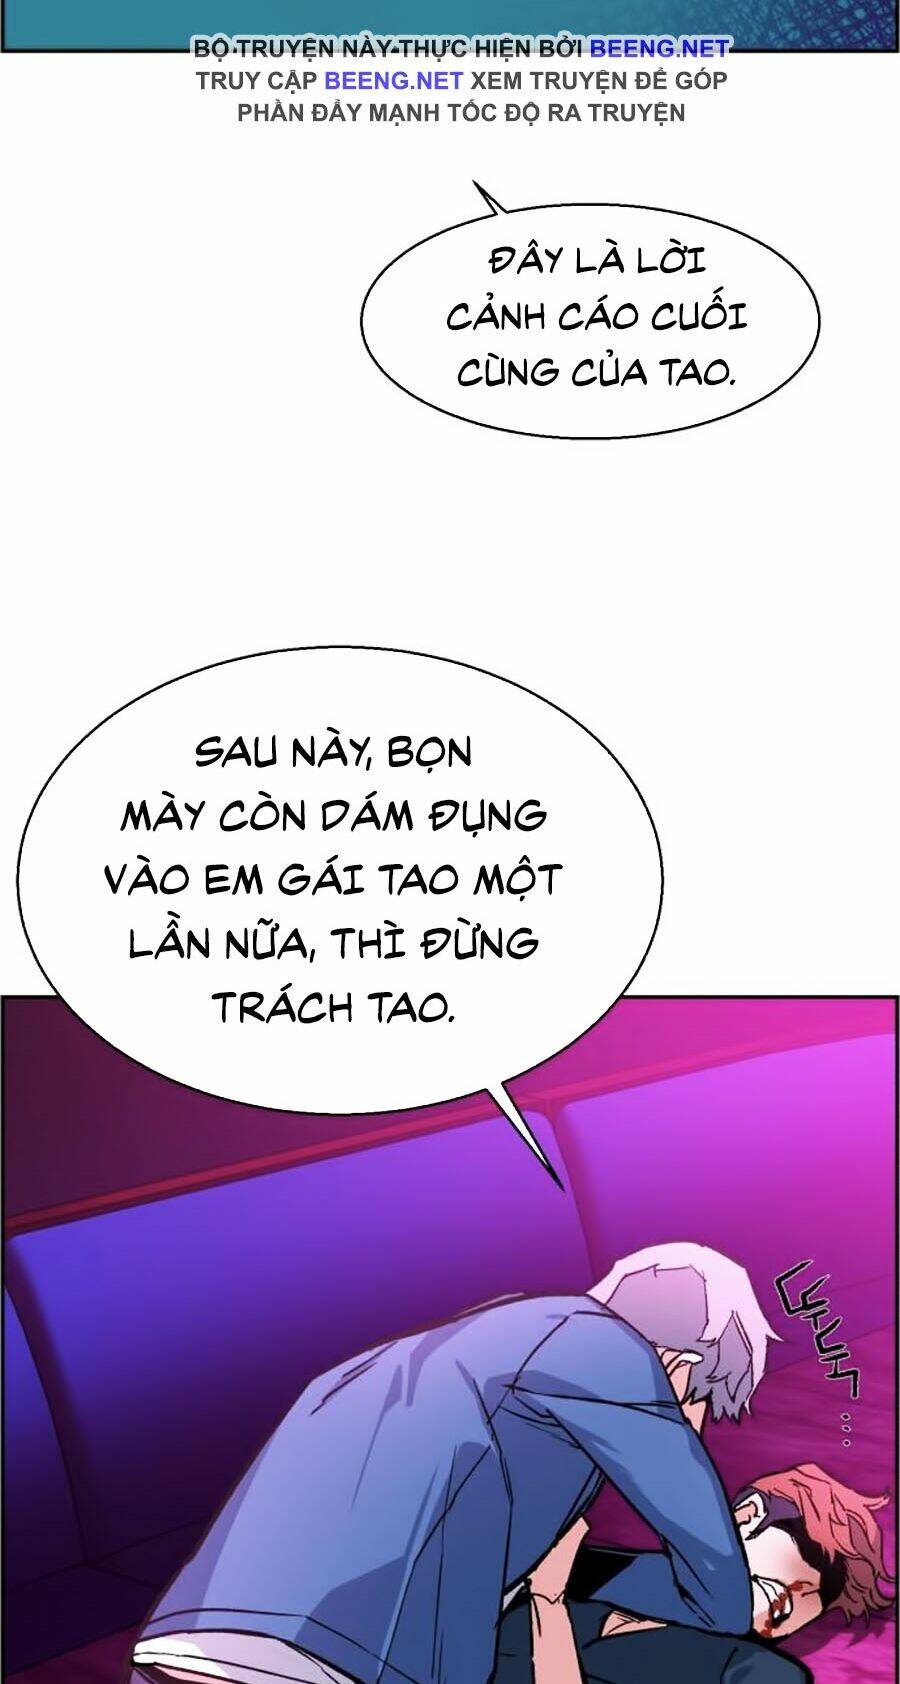 BỘ TRUYỆN NÀY THỰC HIỆN BỞI BEENG.NET
TRUY CẬP BEENG.NET XEM TRUYỆN ĐỂ GÓP
PHẦN ĐẨY MẠNH TỐC ĐỘ RA TRUYỆN
ĐÂY LÀ LỜI
CẢNH CÁO CUỐI
CÙNG CỦA TAO.
SAU NÀY, BỌN
MÀY CÒN DÁM ĐỤNG
VÀO EM GÁI TAO MỘT
LẦN NỮA, THÌ ĐỪNG
TRÁCH TAO.